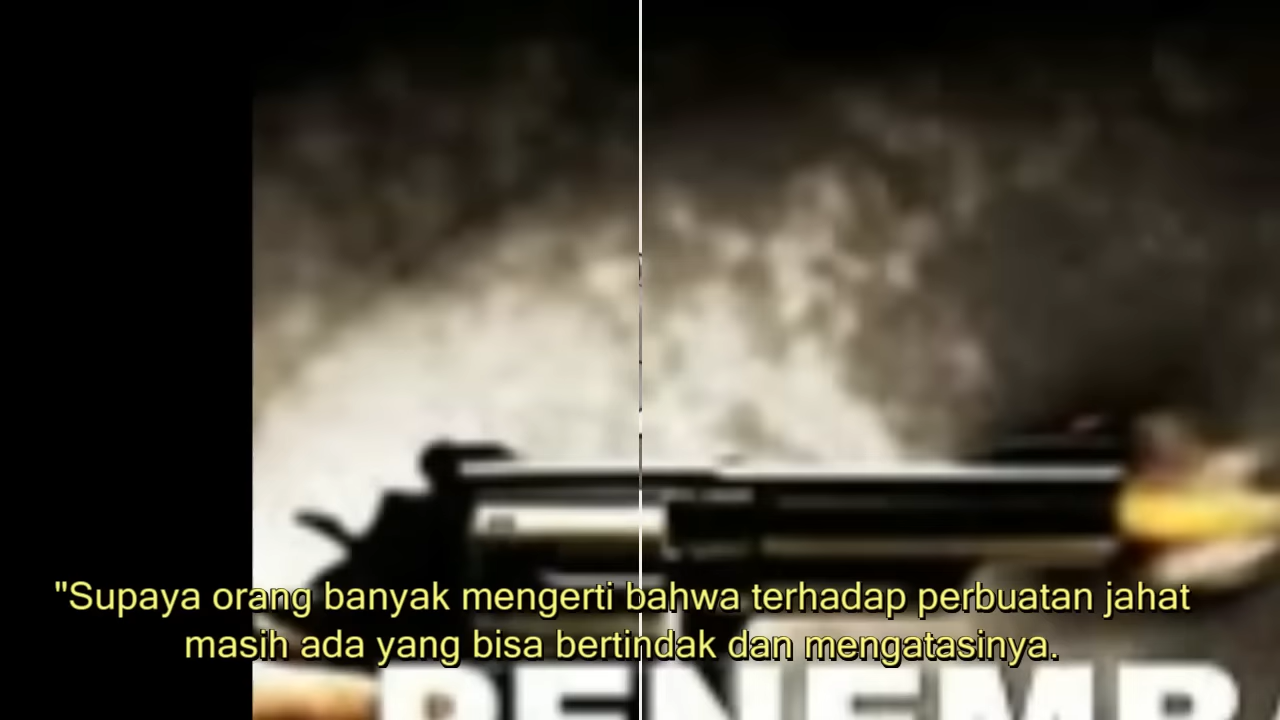 "Supaya orang banyak mengerti bahwa terhadap perbuatan jahat
masih ada yang bisa bertindak dan mengatasinya.